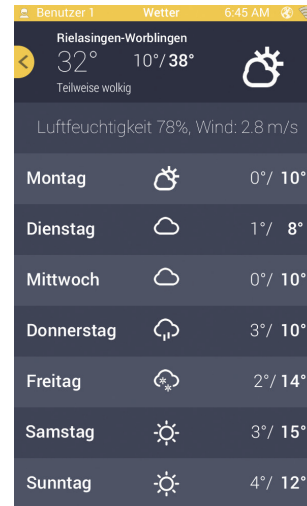 Benutzer 1 Wetter 6:45 AM
Rielasingen-Worblingen
32° 10°/38°
Teilweise wolkig
Luftfeuchtigkeit 78%, Wind: 2.8 m/s
Montag 0°/ 10°
Dienstag 1°/ 8°
Mittwoch 0°/ 10°
Donnerstag 3°/ 10°
Freitag 2°/ 14°
Samstag 3°/ 15°
Sunntag 4°/ 12°